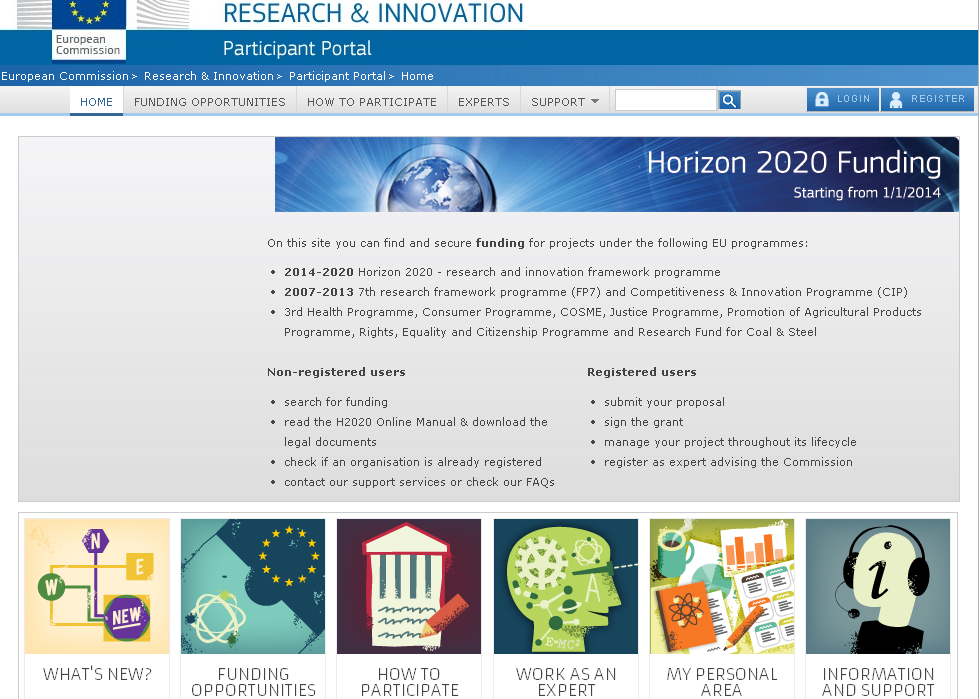 RESEARCH & INNOVATION
European
Commission
Participant Portal
European Commission > Research & Innovation > Participant Portal > Home
HOME FUNDING OPPORTUNITIES HOW TO PARTICIPATE EXPERTS SUPPORT LOGIN REGISTER
Horizon 2020 Funding
Starting from 1/1/2014
On this site you can find and secure funding for projects under the following EU programmes:
• 2014-2020 Horizon 2020 - research and innovation framework programme
• 2007-2013 7th research framework programme (FP7) and Competitiveness & Innovation Programme (CIP)
• 3rd Health Programme, Consumer Programme, COSME, Justice Programme, Promotion of Agricultural Products
Programme, Rights, Equality and Citizenship Programme and Research Fund for Coal & Steel
Non-registered users
• search for funding
• read the H2020 Online Manual & download the
legal documents
• check if an organisation is already registered
• contact our support services or check our FAQs
Registered users
• submit your proposal
• sign the grant
• manage your project throughout its lifecycle
• register as expert advising the Commission
N
E
W
NEW
A
E=MC²
i
WHAT'S NEW?
FUNDING
OPPORTUNITIES
HOW TO
PARTICIPATE
WORK AS AN
EXPERT
MY PERSONAL
AREA
INFORMATION
AND SUPPORT